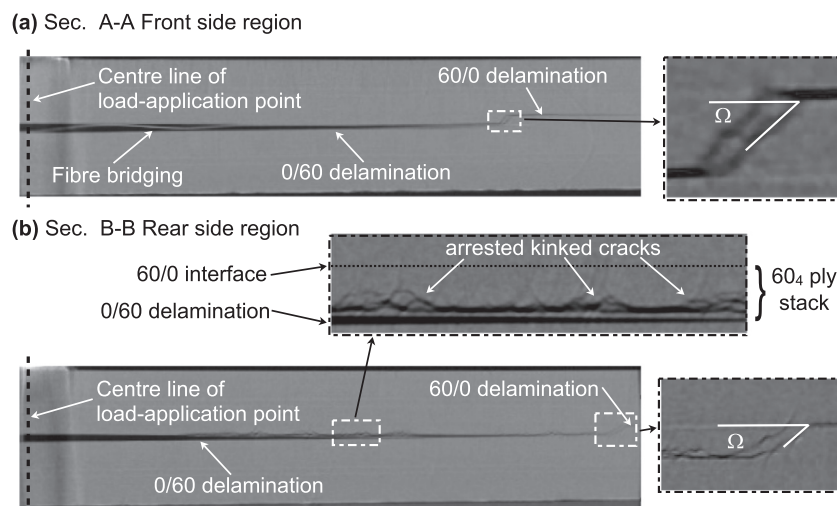 (a) Sec. A-A Front side region
Centre line of
load-application point
60/0 delamination
Ω
Fibre bridging
0/60 delamination
(b) Sec. B-B Rear side region
arrested kinked cracks
60/0 interface
0/60 delamination
60₄ ply
stack
Centre line of
load-application point
60/0 delamination
Ω
0/60 delamination